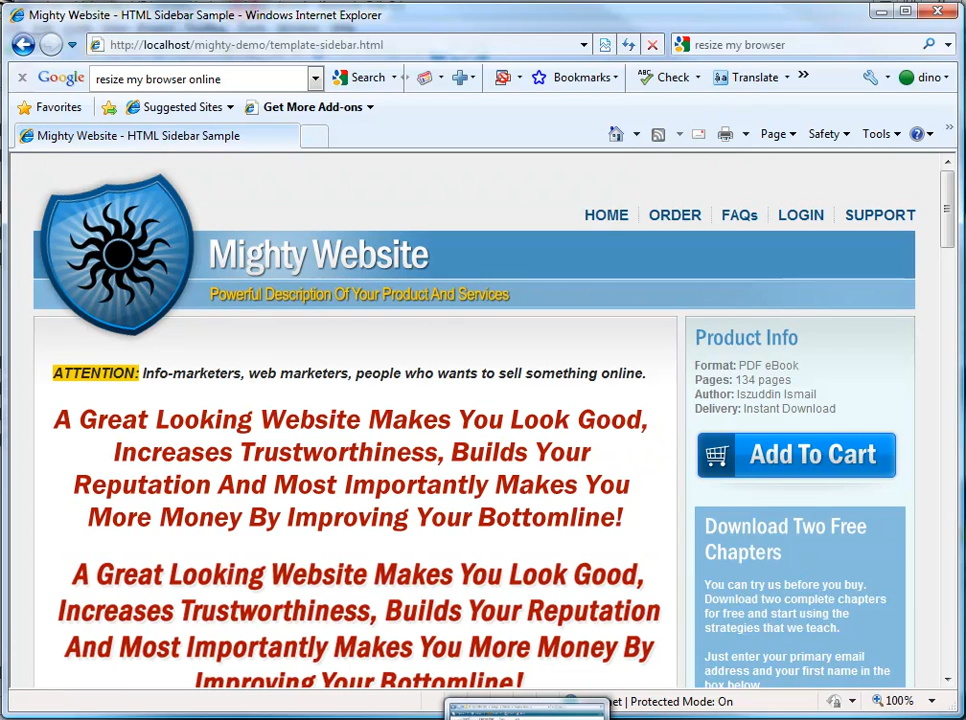 Mighty Website - HTML Sidebar Sample - Windows Internet Explorer
http://localhost/mighty-demo/template-sidebar.html
resize my browser
Google
resize my browser online
Search
Bookmarks
Check
Translate
dino
Favorites
Suggested Sites
Get More Add-ons
Mighty Website - HTML Sidebar Sample
Page
Safety
Tools
HOME
ORDER
FAQs
LOGIN
SUPPORT
Mighty Website
Powerful Description Of Your Product And Services
ATTENTION: Info-marketers, web marketers, people who wants to sell something online.
A Great Looking Website Makes You Look Good,
Increases Trustworthiness, Builds Your
Reputation And Most Importantly Makes You
More Money By Improving Your Bottomline!
A Great Looking Website Makes You Look Good,
Increases Trustworthiness, Builds Your Reputation
And Most Importantly Makes You More Money By
Improving Your Bottomline!
Product Info
Format: PDF eBook
Pages: 134 pages
Author: Iszuddin Ismail
Delivery: Instant Download
Add To Cart
Download Two Free
Chapters
You can try us before you buy.
Download two complete chapters
for free and start using the
strategies that we teach.
Just enter your primary email
address and your first name in the
box below
net | Protected Mode: On
100%